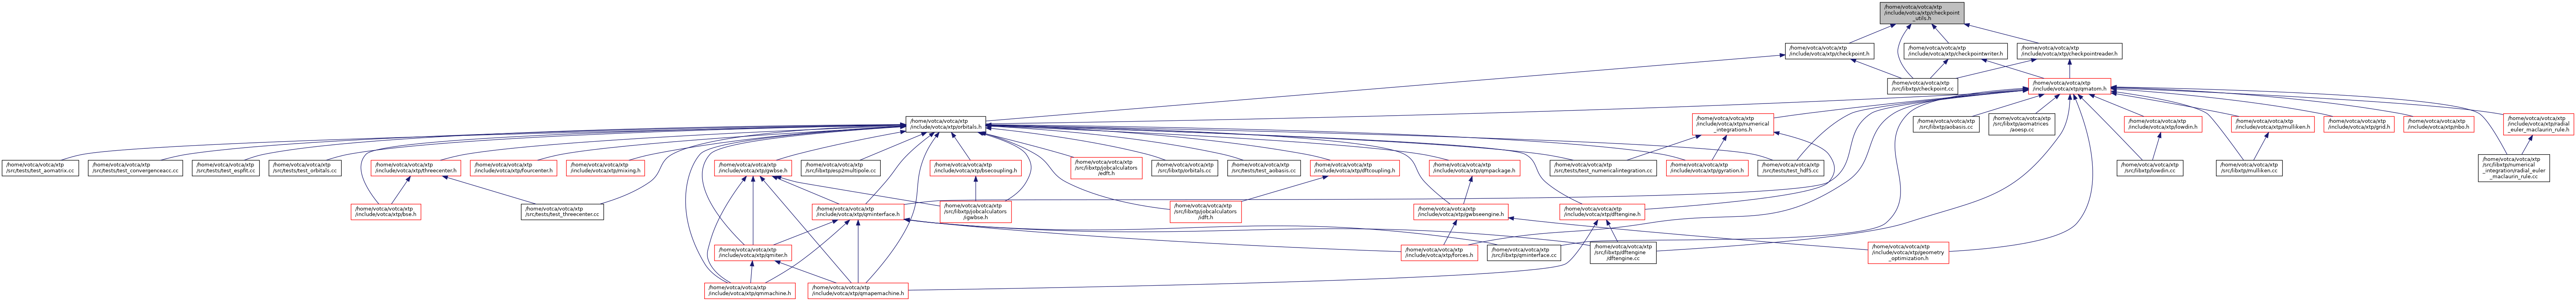 /home/votca/votca/xtp
/include/votca/xtp/checkpoint
_utils.h
/home/votca/votca/xtp
/include/votca/xtp/checkpoint.h
/home/votca/votca/xtp
/include/votca/xtp/checkpointwriter.h
/home/votca/votca/xtp
/include/votca/xtp/checkpointreader.h
/home/votca/votca/xtp
/src/libxtp/checkpoint.cc
/home/votca/votca/xtp
/include/votca/xtp/qmatom.h
/home/votca/votca/xtp
/include/votca/xtp/orbitals.h
/home/votca/votca/xtp
/include/votca/xtp/numerical
_integrations.h
/home/votca/votca/xtp
/src/libxtp/aobasis.cc
/home/votca/votca/xtp
/src/libxtp/aomatrices
/aoesp.cc
/home/votca/votca/xtp
/include/votca/xtp/lowdin.h
/home/votca/votca/xtp
/include/votca/xtp/mulliken.h
/home/votca/votca/xtp
/include/votca/xtp/grid.h
/home/votca/votca/xtp
/include/votca/xtp/nbo.h
/home/votca/votca/xtp
/include/votca/xtp/radial
_euler_maclaurin_rule.h
/home/votca/votca/xtp
/src/tests/test_aomatrix.cc
/home/votca/votca/xtp
/src/tests/test_convergenceacc.cc
/home/votca/votca/xtp
/src/tests/test_espfit.cc
/home/votca/votca/xtp
/src/tests/test_orbitals.cc
/home/votca/votca/xtp
/include/votca/xtp/threecenter.h
/home/votca/votca/xtp
/include/votca/xtp/fourcenter.h
/home/votca/votca/xtp
/include/votca/xtp/mixing.h
/home/votca/votca/xtp
/include/votca/xtp/gwbse.h
/home/votca/votca/xtp
/src/libxtp/esp2multipole.cc
/home/votca/votca/xtp
/include/votca/xtp/bsecoupling.h
/home/votca/votca/xtp
/src/libxtp/jobcalculators
/edft.h
/home/votca/votca/xtp
/src/libxtp/orbitals.cc
/home/votca/votca/xtp
/src/tests/test_aobasis.cc
/home/votca/votca/xtp
/include/votca/xtp/dftcoupling.h
/home/votca/votca/xtp
/include/votca/xtp/qmpackage.h
/home/votca/votca/xtp
/src/tests/test_numericalintegration.cc
/home/votca/votca/xtp
/include/votca/xtp/gyration.h
/home/votca/votca/xtp
/src/tests/test_hdf5.cc
/home/votca/votca/xtp
/src/libxtp/lowdin.cc
/home/votca/votca/xtp
/src/libxtp/mulliken.cc
/home/votca/votca/xtp
/src/libxtp/numerical
_integration/radial_euler
_maclaurin_rule.cc
/home/votca/votca/xtp
/include/votca/xtp/bse.h
/home/votca/votca/xtp
/src/tests/test_threecenter.cc
/home/votca/votca/xtp
/include/votca/xtp/qminterface.h
/home/votca/votca/xtp
/src/libxtp/jobcalculators
/igwbse.h
/home/votca/votca/xtp
/src/libxtp/jobcalculators
/idft.h
/home/votca/votca/xtp
/include/votca/xtp/gwbseengine.h
/home/votca/votca/xtp
/include/votca/xtp/dftengine.h
/home/votca/votca/xtp
/include/votca/xtp/qmiter.h
/home/votca/votca/xtp
/include/votca/xtp/forces.h
/home/votca/votca/xtp
/src/libxtp/qminterface.cc
/home/votca/votca/xtp
/src/libxtp/dftengine
/dftengine.cc
/home/votca/votca/xtp
/include/votca/xtp/geometry
_optimization.h
/home/votca/votca/xtp
/include/votca/xtp/qmmachine.h
/home/votca/votca/xtp
/include/votca/xtp/qmapemachine.h